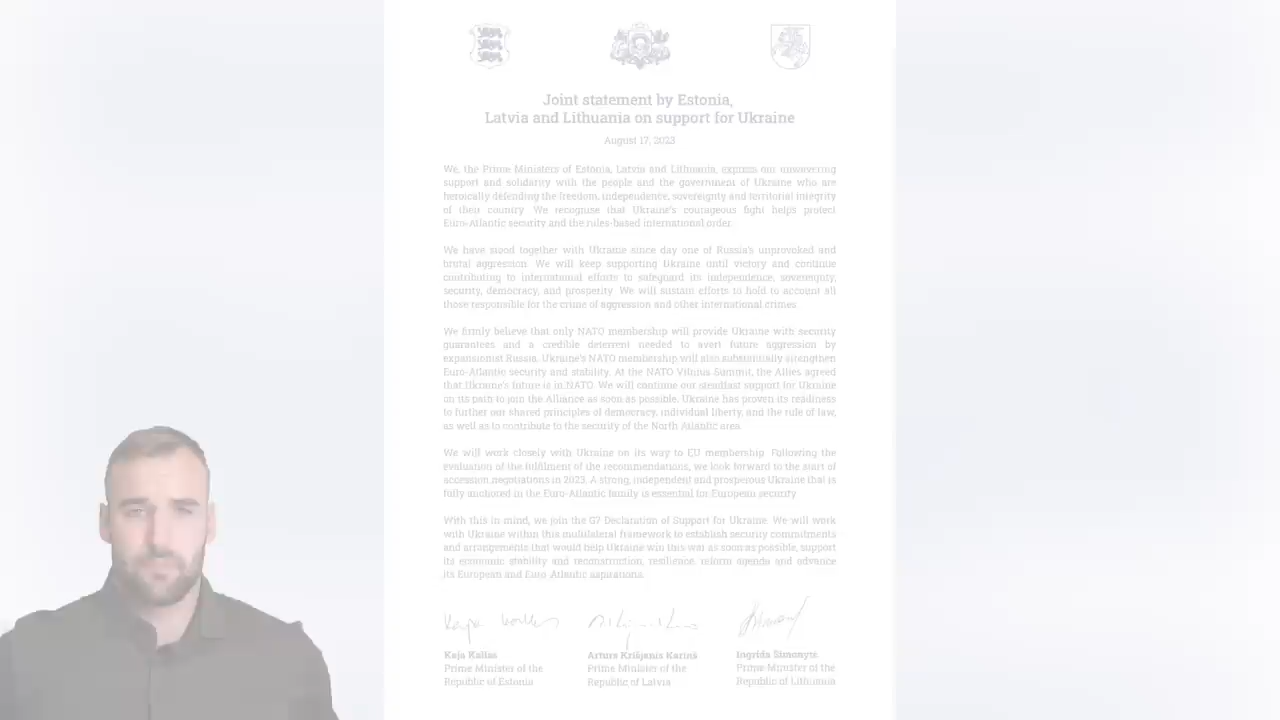 Joint statement by Estonia,
Latvia and Lithuania on support for Ukraine
August 17, 2023
We, the Prime Ministers of Estonia, Latvia and Lithuania, express our unwavering
support and solidarity with the people and the government of Ukraine who are
heroically defending the freedom, independence, sovereignty and territorial integrity
of their country. We recognise that Ukraine's courageous fight helps protect
Euro-Atlantic security and the rules-based international order.
We have stood together with Ukraine since day one of Russia's unprovoked and
brutal aggression. We will keep supporting Ukraine until victory and continue
contributing to international efforts to safeguard its independence, sovereignty,
security, democracy, and prosperity. We will sustain efforts to hold to account all
those responsible for the crime of aggression and other international crimes.
We firmly believe that only NATO membership will provide Ukraine with security
guarantees and a credible deterrent needed to avert future aggression by
expansionist Russia. Ukraine's NATO membership will also substantially strengthen
Euro-Atlantic security and stability. At the NATO Vilnius Summit, the Allies agreed
that Ukraine's future is in NATO. We will continue our steadfast support for Ukraine
on its path to join the Alliance as soon as possible. Ukraine has proven its readiness
to further our shared principles of democracy, individual liberty, and the rule of law,
as well as to contribute to the security of the North Atlantic area.
We will work closely with Ukraine on its way to EU membership. Following the
evaluation of the fulfilment of the recommendations, we look forward to the start of
accession negotiations in 2023. A strong, independent and prosperous Ukraine that is
fully anchored in the Euro-Atlantic family is essential for European security.
With this in mind, we join the G7 Declaration of Support for Ukraine. We will work
with Ukraine within this multilateral framework to establish security commitments
and arrangements that would help Ukraine win this war as soon as possible, support
its economic stability and reconstruction, resilience, reform agenda and advance
its European and Euro-Atlantic aspirations.
Kaja Kallas
Prime Minister of the
Republic of Estonia
Arturs Krišjānis Kariņš
Prime Minister of the
Republic of Latvia
Ingrida Šimonytė
Prime Minister of the
Republic of Lithuania